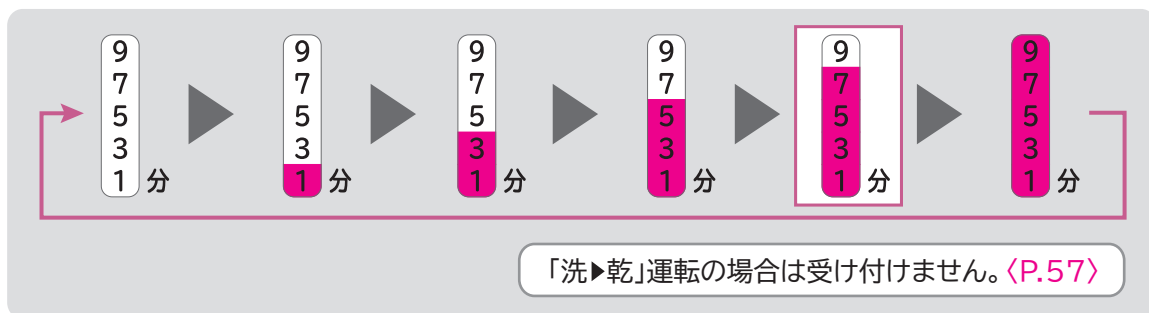 9 9 9 9 9 9
7 7 7 7 7 7
5 5 5 5 5 5
3 3 3 3 3 3
1 分 1 分 1 分 1 分 1 分 1 分
「洗▶乾」運転の場合は受け付けません。〈P.57〉